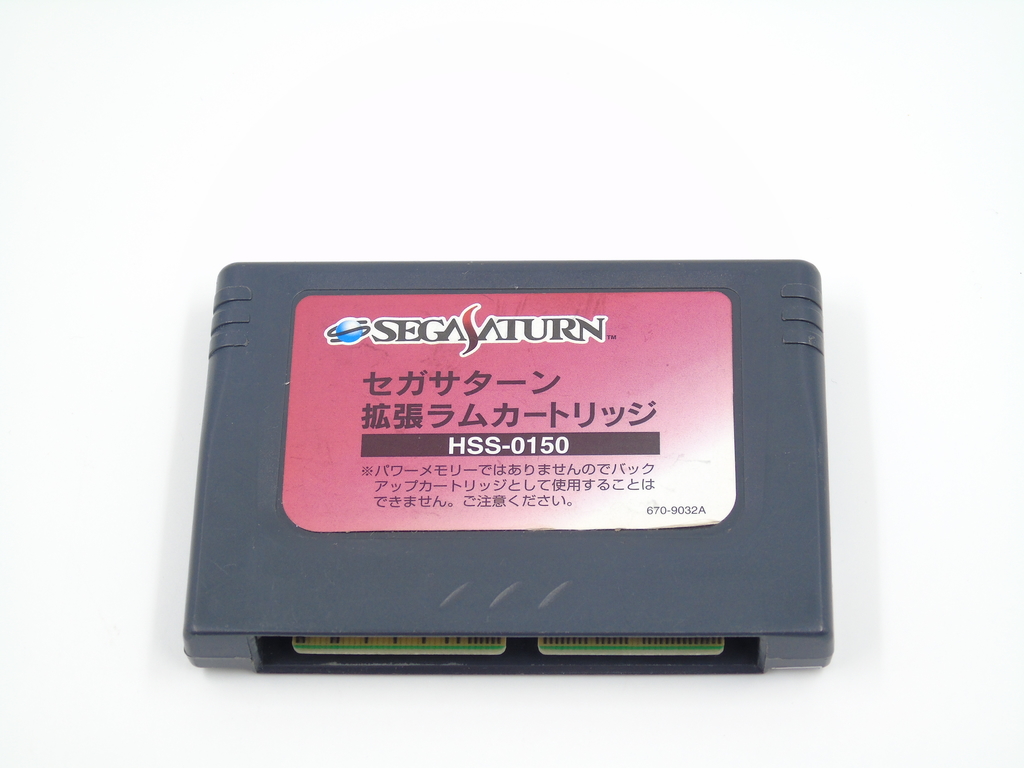 SEGASATURN™
セガサターン
拡張ラムカートリッジ
HSS-0150
※パワーメモリーではありませんのでバック
アップカートリッジとして使用することは
できません。ご注意ください。
670-9032A